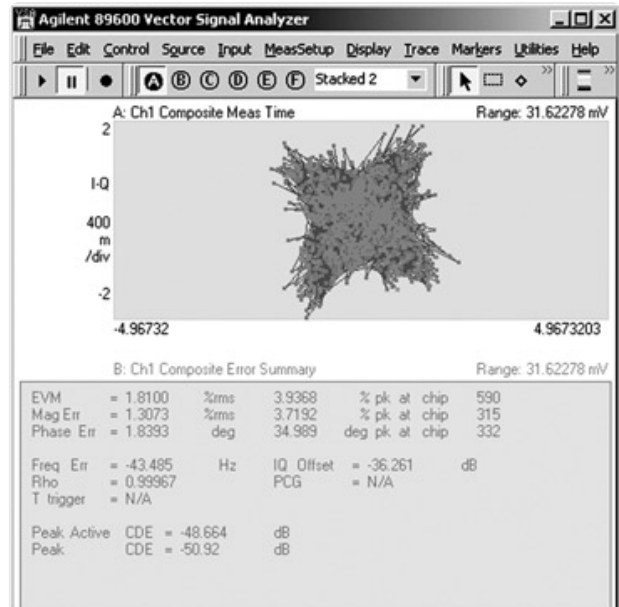 Agilent 89600 Vector Signal Analyzer
File Edit Control Source Input MeasSetup Display Trace Markers Utilities Help
A B C D E F Stacked 2
A: Ch1 Composite Meas Time Range: 31.62278 mV
2
I-Q
400
m
/div
-2
-4.96732 4.9673203
B: Ch1 Composite Error Summary Range: 31.62278 mV
EVM = 1.8100 %rms 3.9368 % pk at chip 590
Mag Err = 1.3073 %rms 3.7192 % pk at chip 315
Phase Err = 1.8393 deg 34.989 deg pk at chip 332
Freq Err = -43.485 Hz IQ Offset = -36.261 dB
Rho = 0.99967 PCG = N/A
T trigger = N/A
Peak Active CDE = -48.664 dB
Peak CDE = -50.92 dB